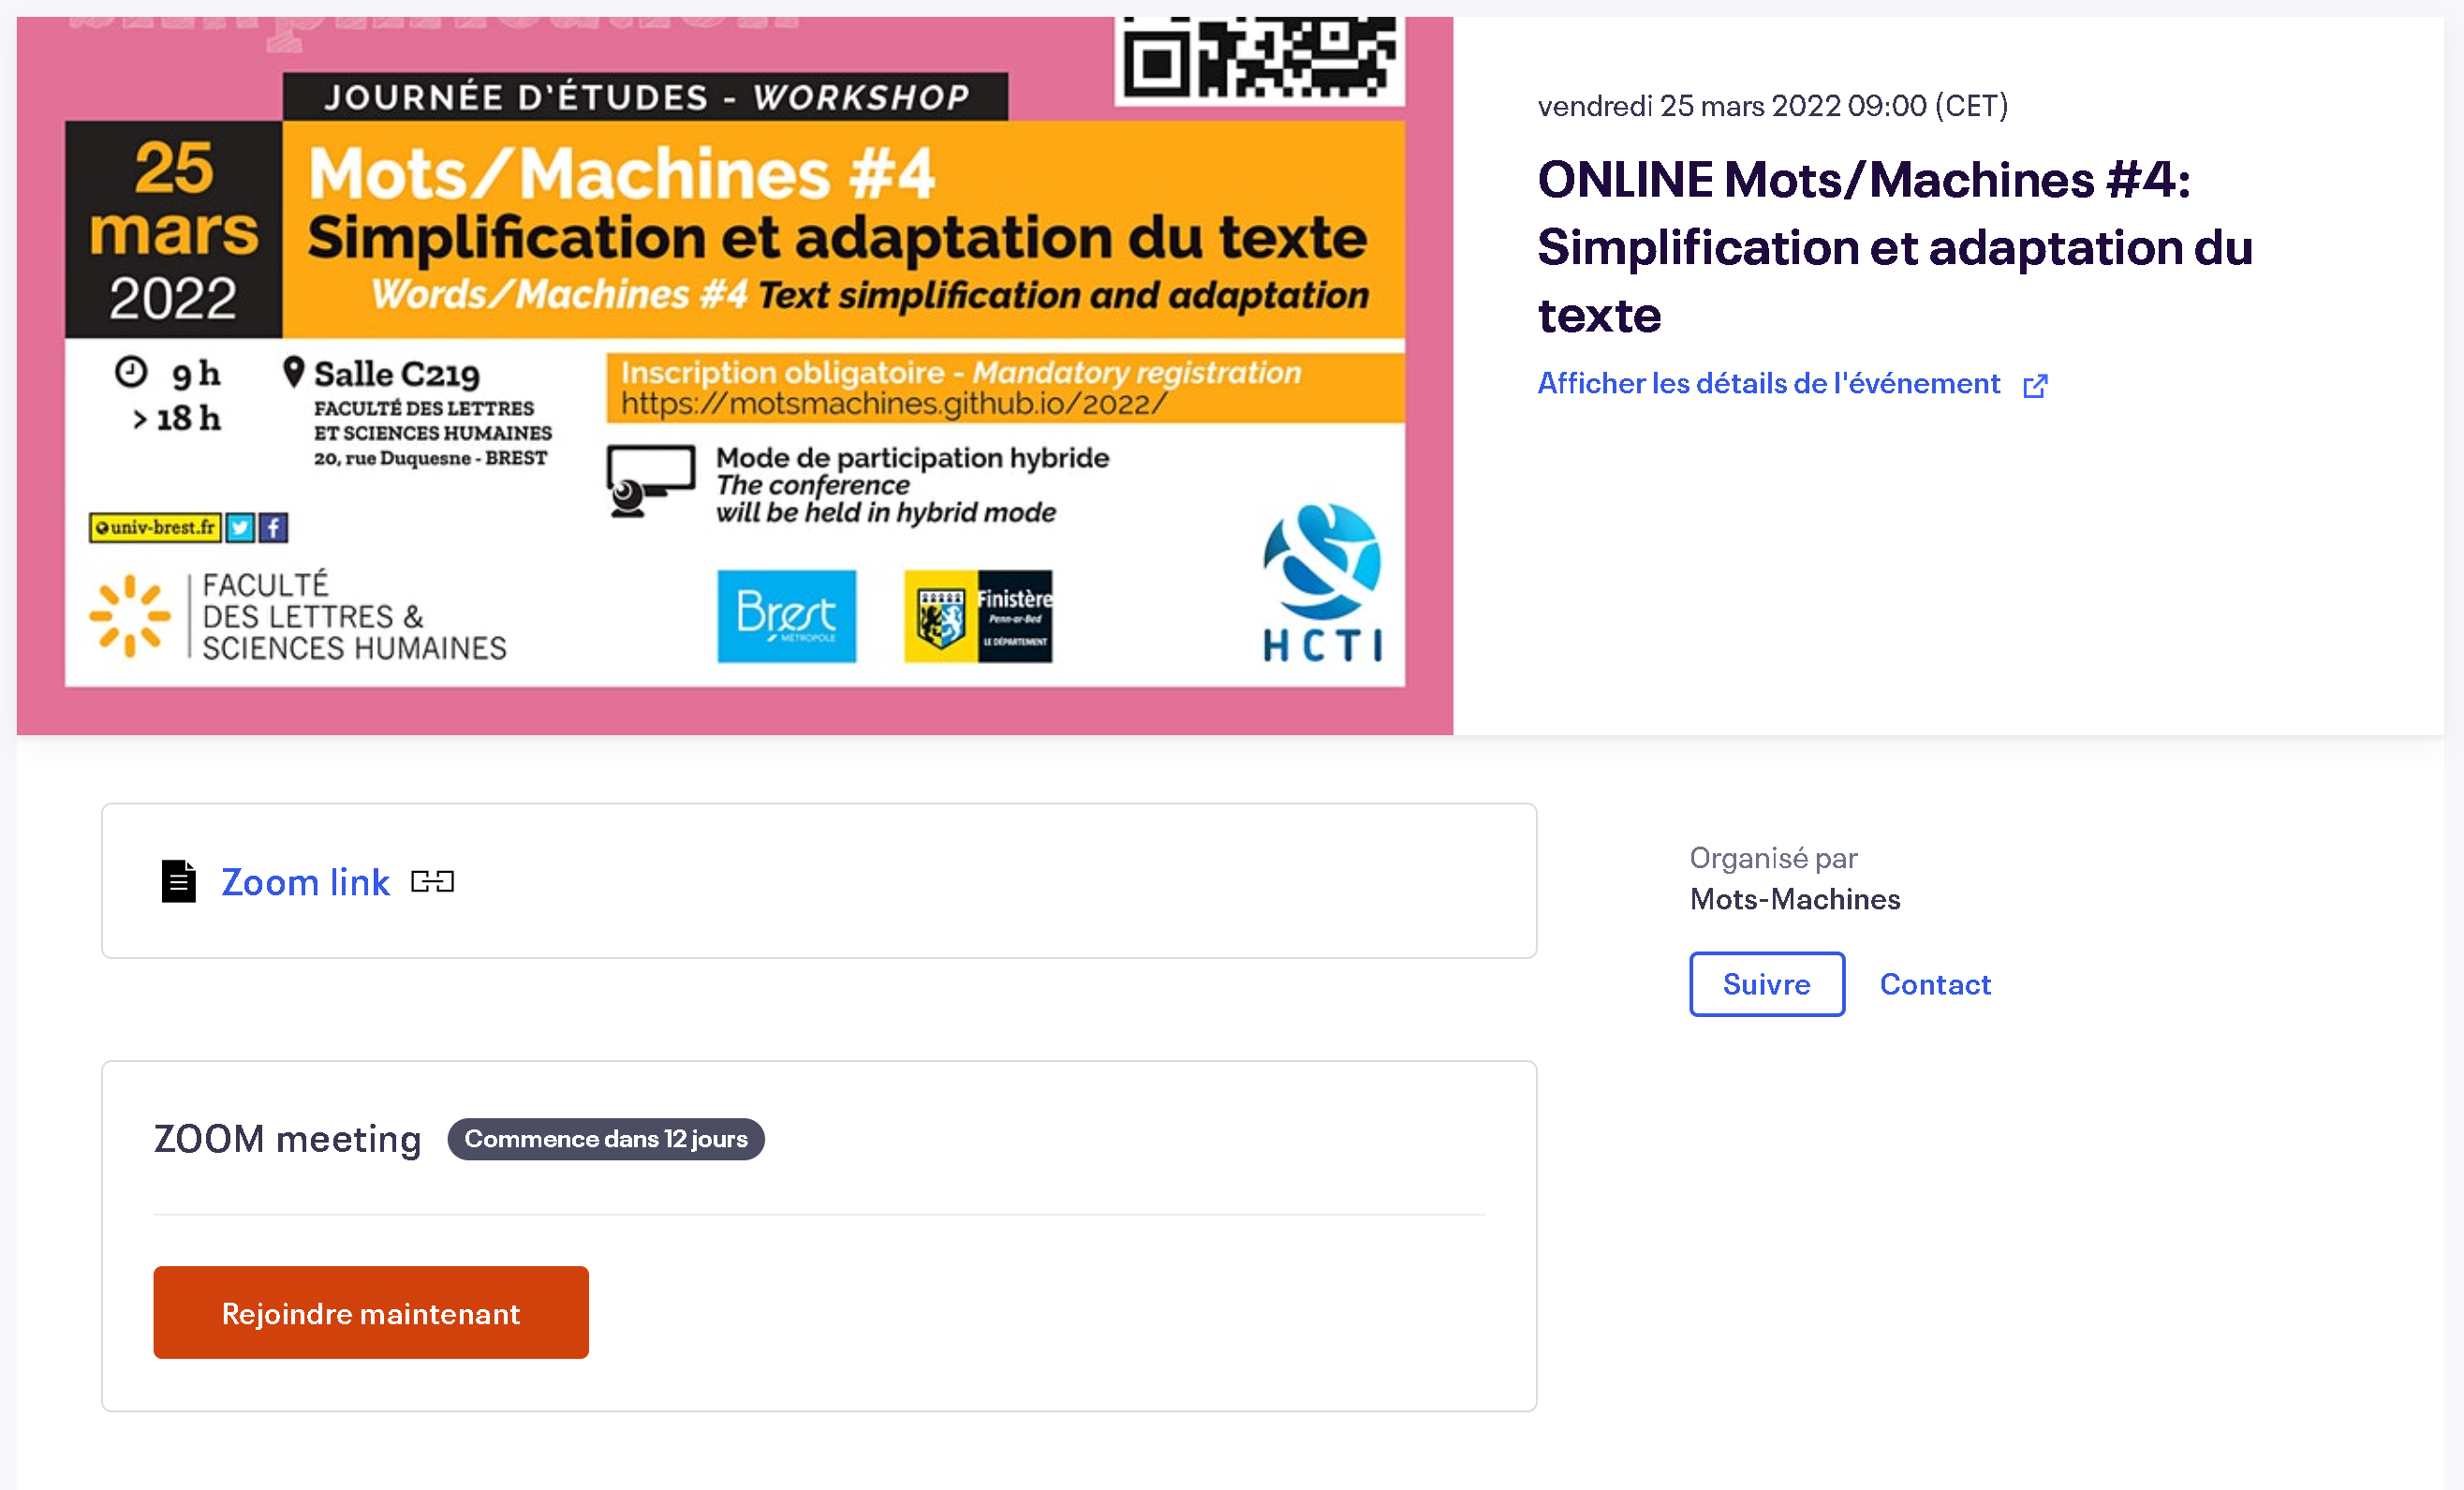 JOURNÉE D'ÉTUDES - WORKSHOP
25
mars
2022
Mots/Machines #4
Simplification et adaptation du texte
Words/Machines #4 Text simplification and adaptation
9 h
> 18 h
Salle C219
FACULTÉ DES LETTRES
ET SCIENCES HUMAINES
20, rue Duquesne - BREST
Inscription obligatoire - Mandatory registration
https://motsmachines.github.io/2022/
Mode de participation hybride
The conference
will be held in hybrid mode
univ-brest.fr
FACULTÉ
DES LETTRES &
SCIENCES HUMAINES
Brest
MÉTROPOLE
Finistère
Penn-ar-Bed
LE DÉPARTEMENT
HCTI
vendredi 25 mars 2022 09:00 (CET)
ONLINE Mots/Machines #4:
Simplification et adaptation du
texte
Afficher les détails de l'événement
Zoom link
Organisé par
Mots-Machines
Suivre
Contact
ZOOM meeting
Commence dans 12 jours
Rejoindre maintenant